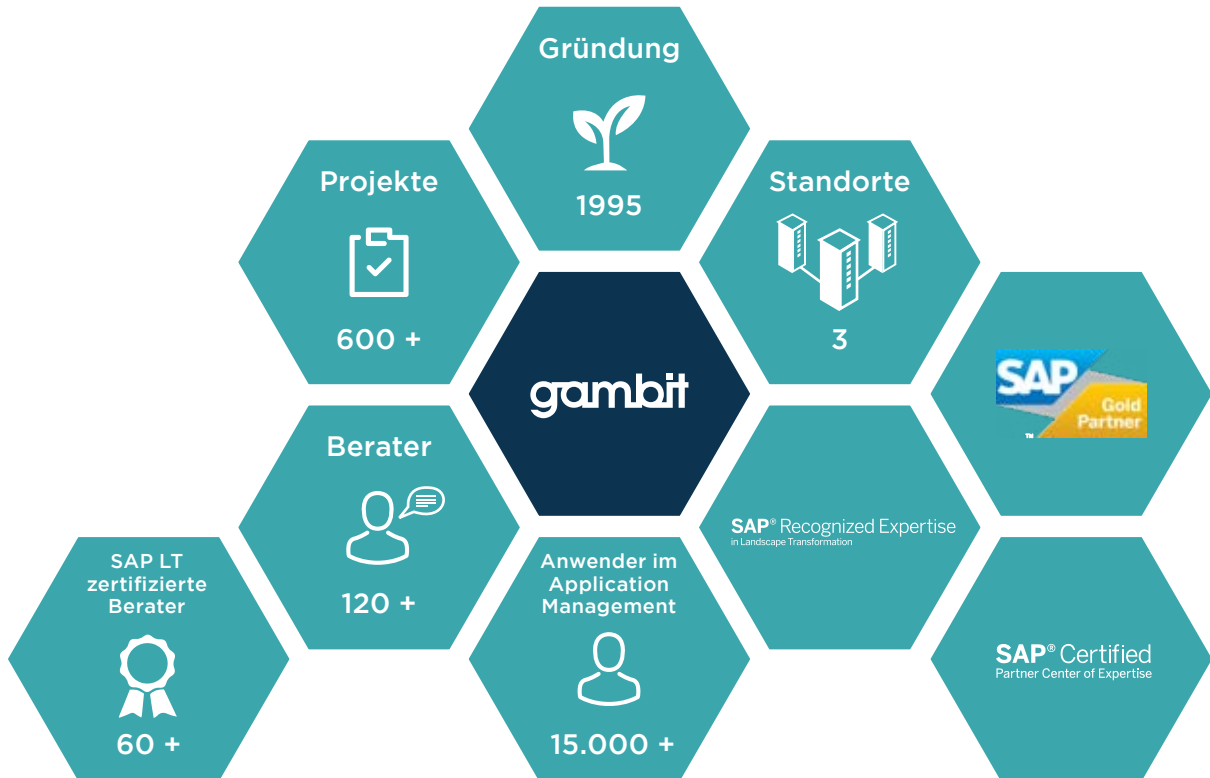 Gründung
1995
Projekte
600 +
Standorte
3
gambit
SAP
Gold
Partner
TM
Berater
120 +
SAP® Recognized Expertise
in Landscape Transformation
SAP LT
zertifizierte
Berater
60 +
Anwender im
Application
Management
15.000 +
SAP® Certified
Partner Center of Expertise